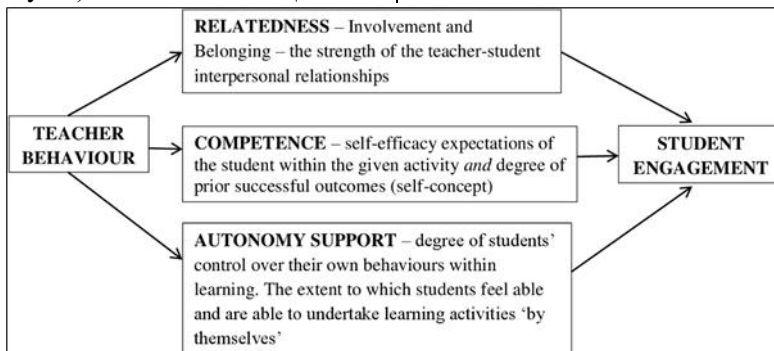 RELATEDNESS – Involvement and
Belonging – the strength of the teacher-student
interpersonal relationships
TEACHER
BEHAVIOUR
COMPETENCE – self-efficacy expectations
of the student within the given activity and degree of
prior successful outcomes (self-concept)
STUDENT
ENGAGEMENT
AUTONOMY SUPPORT – degree of students'
control over their own behaviours within
learning. The extent to which students feel able
and are able to undertake learning activities 'by
themselves'